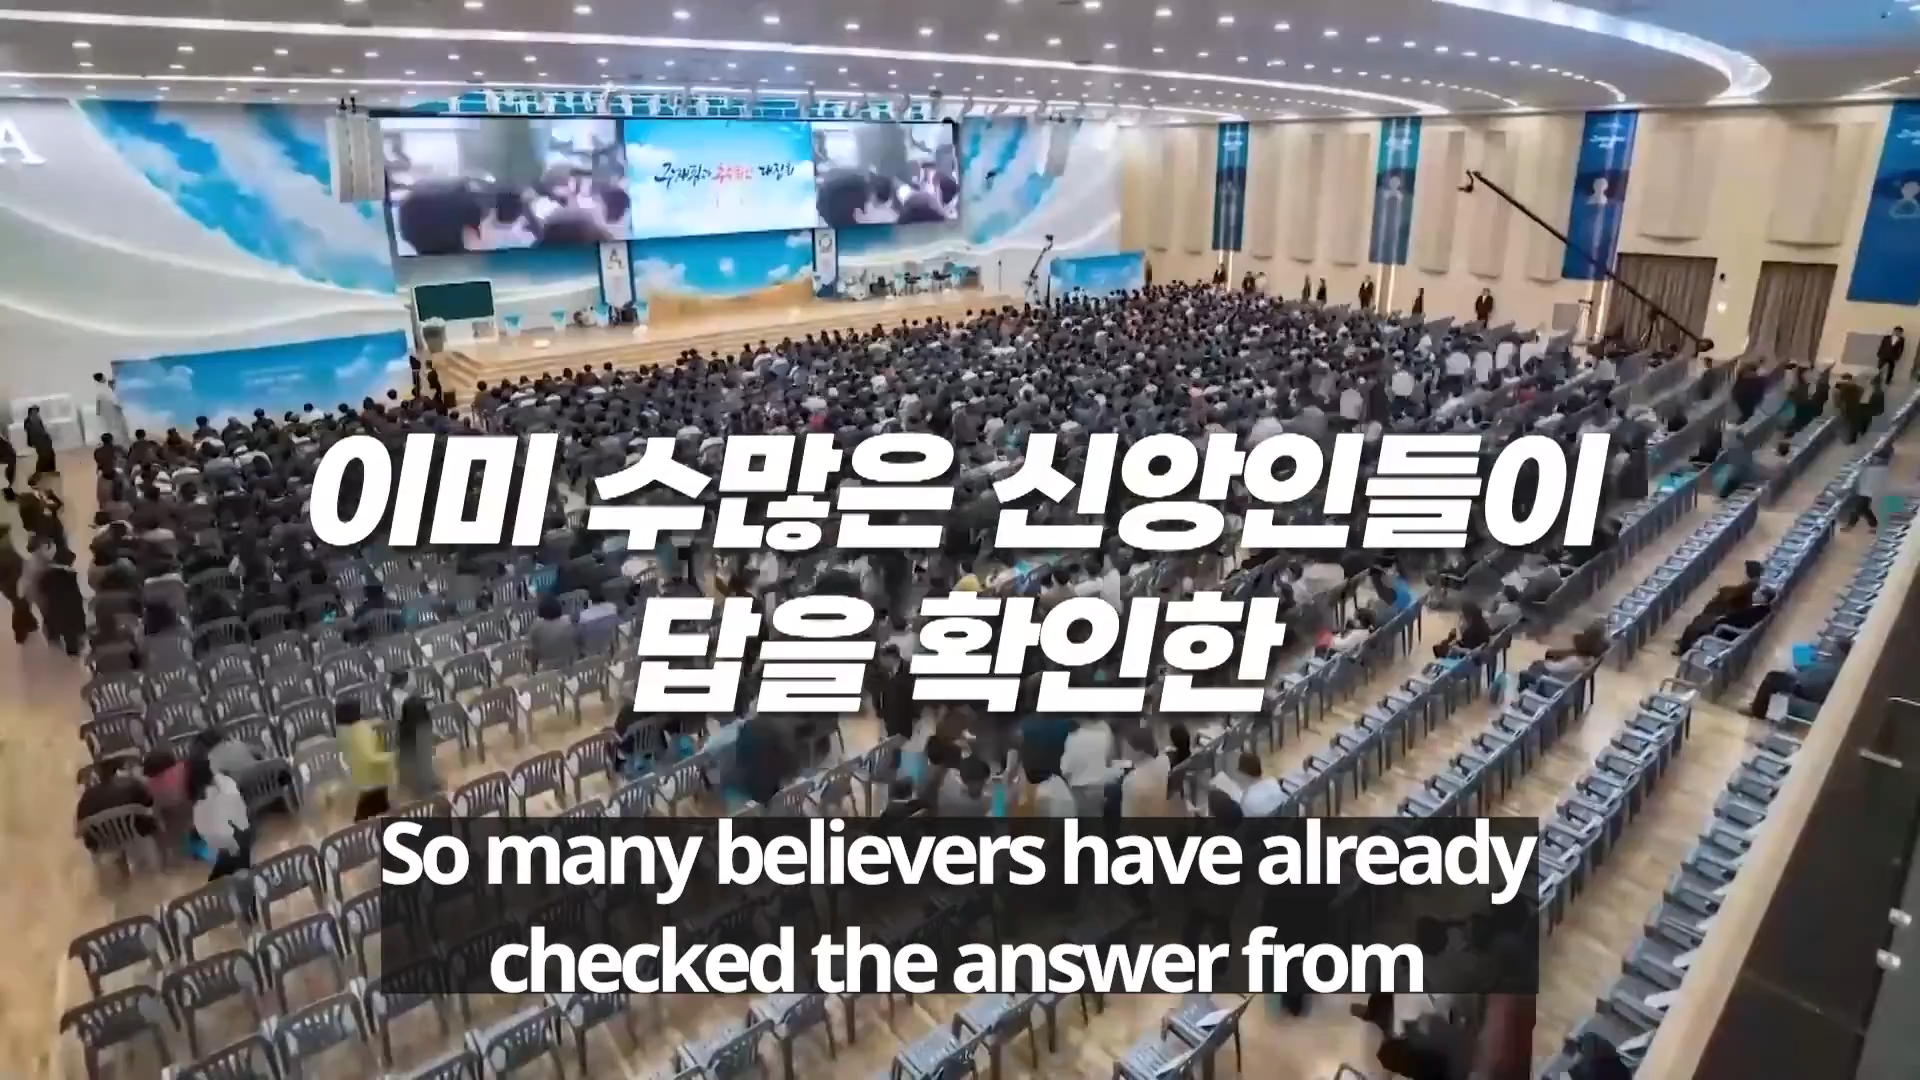 A
이미 수많은 신앙인들이
답을 확인한
So many believers have already
checked the answer from